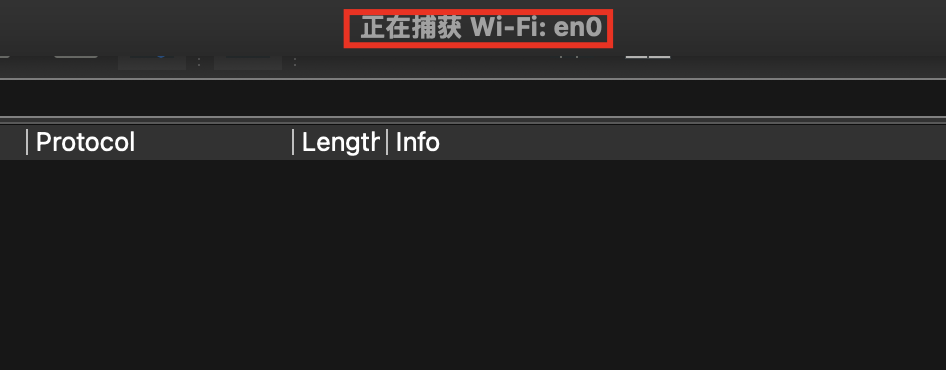 正在捕获 Wi-Fi: en0
Protocol Length Info